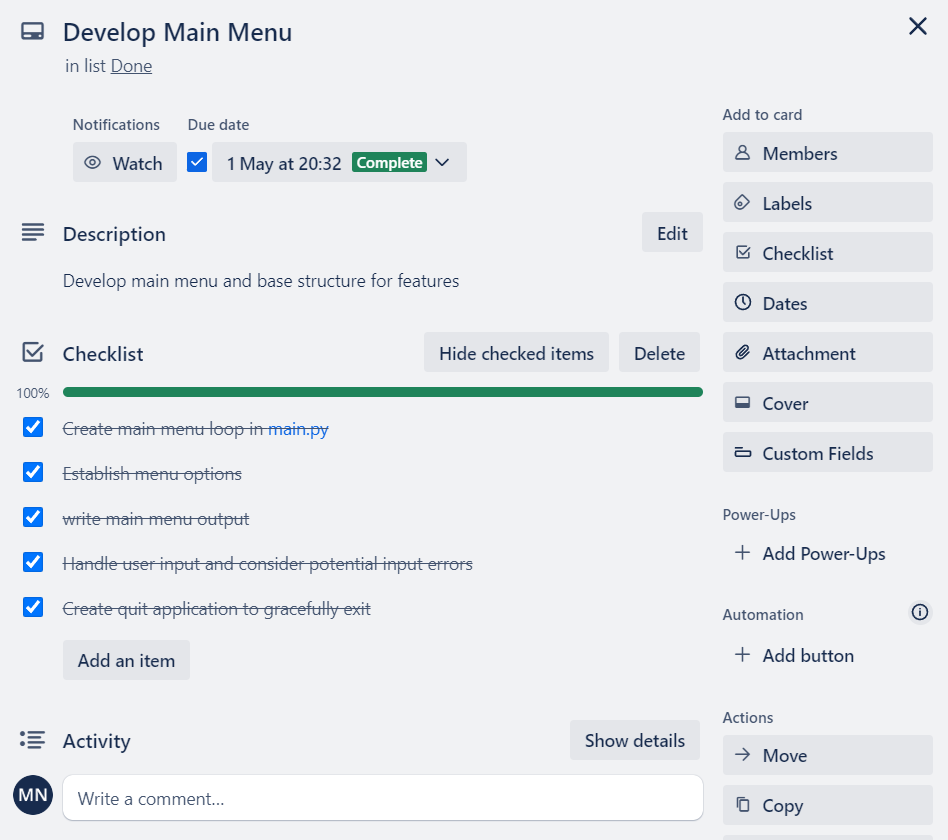 Develop Main Menu
in list Done
Notifications
Due date
Watch
1 May at 20:32 Complete
Description
Edit
Develop main menu and base structure for features
Checklist
Hide checked items
Delete
100%
Create main menu loop in main.py
Establish menu options
write main menu output
Handle user input and consider potential input errors
Create quit application to gracefully exit
Add an item
Activity
Show details
MN
Write a comment…
Add to card
Members
Labels
Checklist
Dates
Attachment
Cover
Custom Fields
Power-Ups
Add Power-Ups
Automation
Add button
Actions
Move
Copy